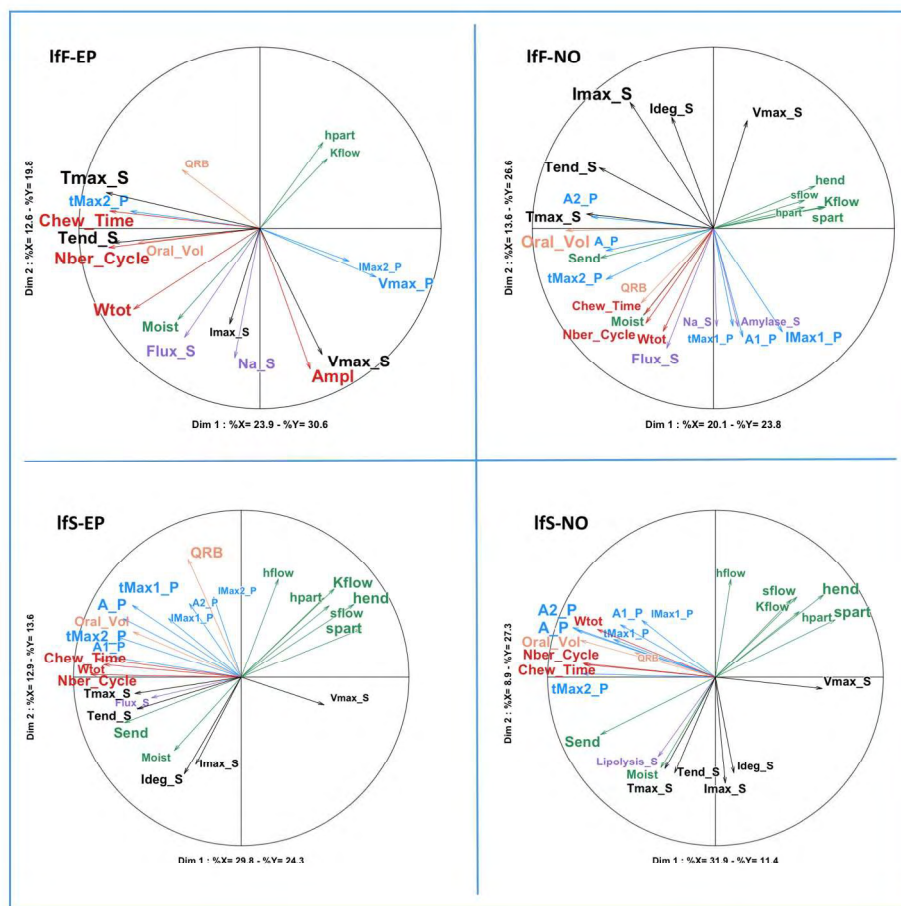 lfF-EP
hpart
Kflow
QRB
Tmax_S
tMax2_P
Chew_Time
Tend_S
Oral_Vol
Nber_Cycle
IMax2_P
Vmax_P
Wtot
Moist
Imax_S
Flux_S
Na_S
Vmax_S
Ampl
Dim 2 : %X= 12.6 - %Y= 19.8
Dim 1 : %X= 23.9 - %Y= 30.6
lfF-NO
Imax_S
Ideg_S
Vmax_S
Tend_S
hend
A2_P
sflow
Kflow
Tmax_S
hpart
spart
Oral_Vol
A_P
Send
tMax2_P
QRB
Chew_Time
Moist
Na_S
Amylase_S
Nber_Cycle
Wtot
tMax1_P
A1_P
IMax1_P
Flux_S
Dim 2 : %X= 13.6 - %Y= 26.6
Dim 1 : %X= 20.1 - %Y= 23.8
lfS-EP
QRB
hflow
tMax1_P
IMax2_P
Kflow
A_P
A2_P
hpart
hend
IMax1_P
sflow
Oral_Vol
spart
tMax2_P
A1_P
Chew_Time
Wtot
Nber_Cycle
Tmax_S
Flux_S
Vmax_S
Tend_S
Send
Moist
Imax_S
Ideg_S
Dim 2 : %X= 12.9 - %Y= 13.6
Dim 1 : %X= 29.8 - %Y= 24.3
lfS-NO
hflow
sflow
hend
Kflow
A2_P
A1_P
IMax1_P
hpart
spart
Wtot
A_P
tMax1_P
Oral_Vol
Nber_Cycle
QRB
Chew_Time
tMax2_P
Vmax_S
Send
Lipolysis_S
Moist
Tend_S
Ideg_S
Tmax_S
Imax_S
Dim 2 : %X= 8.9 - %Y= 27.3
Dim 1 : %X= 31.9 - %Y= 11.4